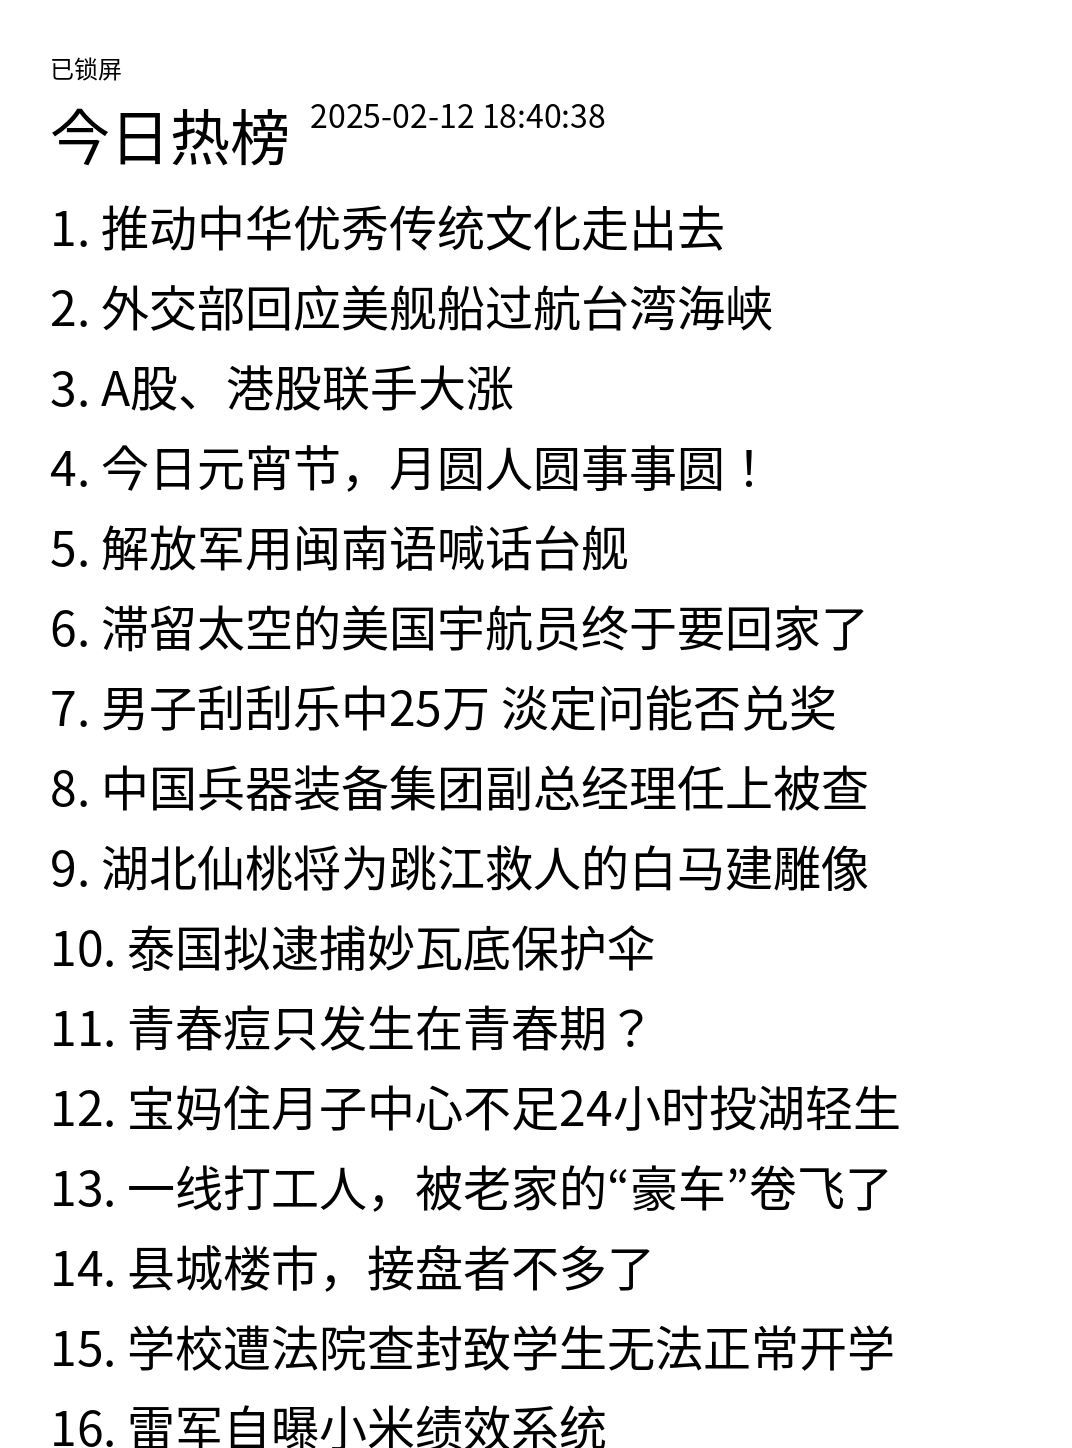 已锁屏
今日热榜 2025-02-12 18:40:38
1. 推动中华优秀传统文化走出去
2. 外交部回应美舰船过航台湾海峡
3. A股、港股联手大涨
4. 今日元宵节，月圆人圆事事圆！
5. 解放军用闽南语喊话台舰
6. 滞留太空的美国宇航员终于要回家了
7. 男子刮刮乐中25万 淡定问能否兑奖
8. 中国兵器装备集团副总经理任上被查
9. 湖北仙桃将为跳江救人的白马建雕像
10. 泰国拟逮捕妙瓦底保护伞
11. 青春痘只发生在青春期？
12. 宝妈住月子中心不足24小时投湖轻生
13. 一线打工人，被老家的“豪车”卷飞了
14. 县城楼市，接盘者不多了
15. 学校遭法院查封致学生无法正常开学
16. 雷军自曝小米绩效系统